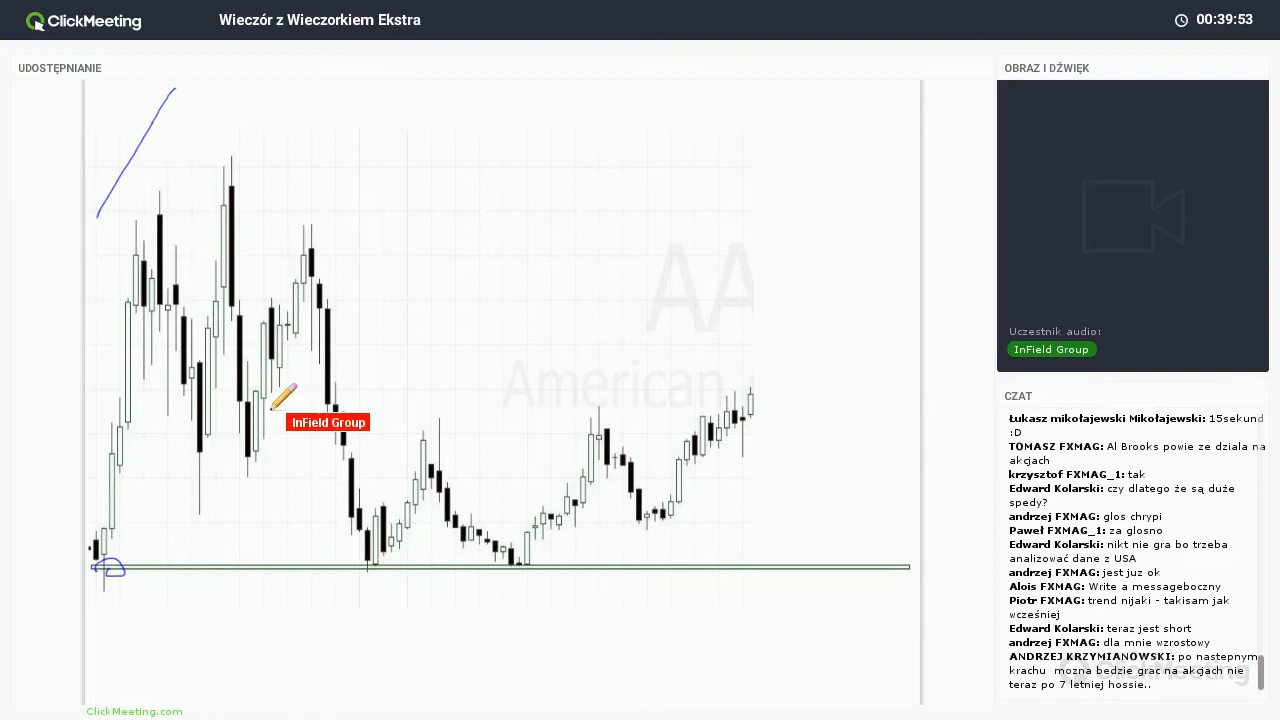 ClickMeeting
Wieczór z Wieczorkiem Ekstra
00:39:53
UDOSTĘPNIANIE
OBRAZ I DŹWIĘK
AA
American
InField Group
Uczestnik audio:
InField Group
CZAT
Łukasz mikołajewski Mikołajewski: 15sekund
:D
TOMASZ FXMAG: Al Brooks powie ze dziala na
akcjach
krzysztof FXMAG_1: tak
Edward Kolarski: czy dlatego że są duże
spedy?
andrzej FXMAG: glos chrypi
Paweł FXMAG_1: za glosno
Edward Kolarski: nikt nie gra bo trzeba
analizować dane z USA
andrzej FXMAG: jest juz ok
Alois FXMAG: Write a messageboczny
Piotr FXMAG: trend nijaki - takisam jak
wcześniej
Edward Kolarski: teraz jest short
andrzej FXMAG: dla mnie wzrostowy
ANDRZEJ KRZYMIANOWSKI: po nastepnym
krachu mozna bedzie grac na akcjach nie
teraz po 7 letniej hossie..
ClickMeeting
ClickMeeting.com